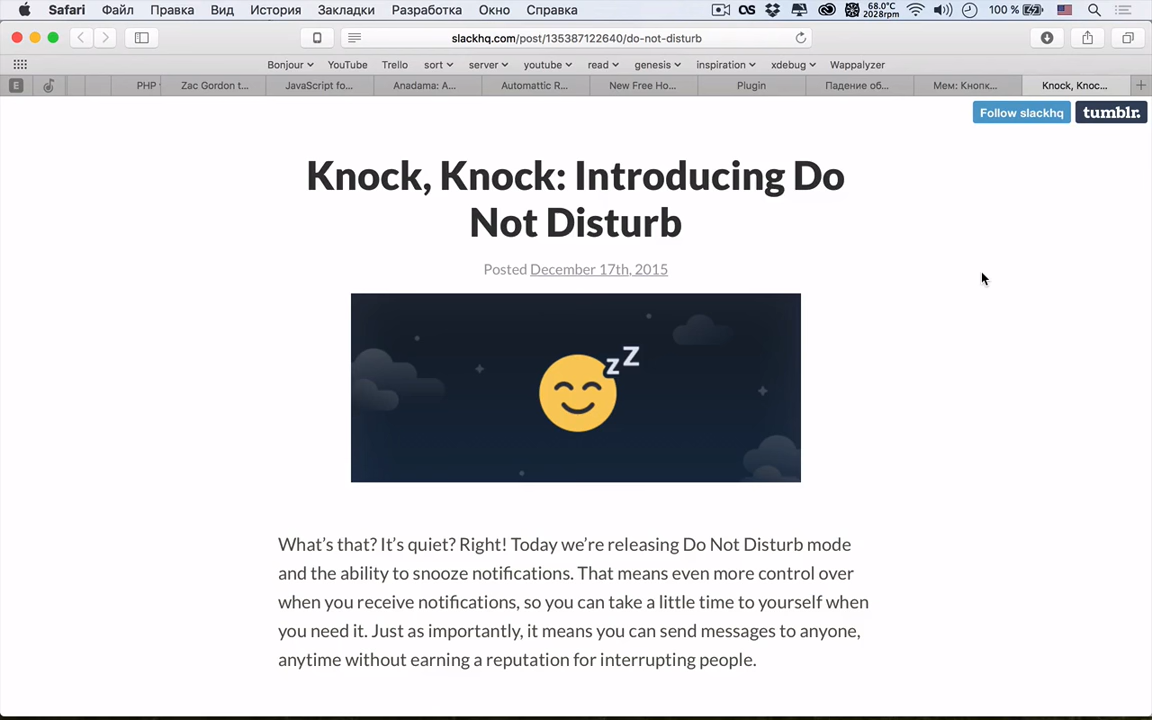 Safari Файл Правка Вид История Закладки Разработка Окно Справка
68.0°C
2028rpm
100 %
slackhq.com/post/135387122640/do-not-disturb
Bonjour YouTube Trello sort server youtube read genesis inspiration xdebug Wappalyzer
E PHP Zac Gordon t... JavaScript fo... Anadama: A... Automattic R... New Free Ho... Plugin Падение об... Мем: Кнопк... Knock, Knoc...
Follow slackhq tumblr.
Knock, Knock: Introducing Do
Not Disturb
Posted December 17th, 2015
z Z
What’s that? It’s quiet? Right! Today we’re releasing Do Not Disturb mode
and the ability to snooze notifications. That means even more control over
when you receive notifications, so you can take a little time to yourself when
you need it. Just as importantly, it means you can send messages to anyone,
anytime without earning a reputation for interrupting people.